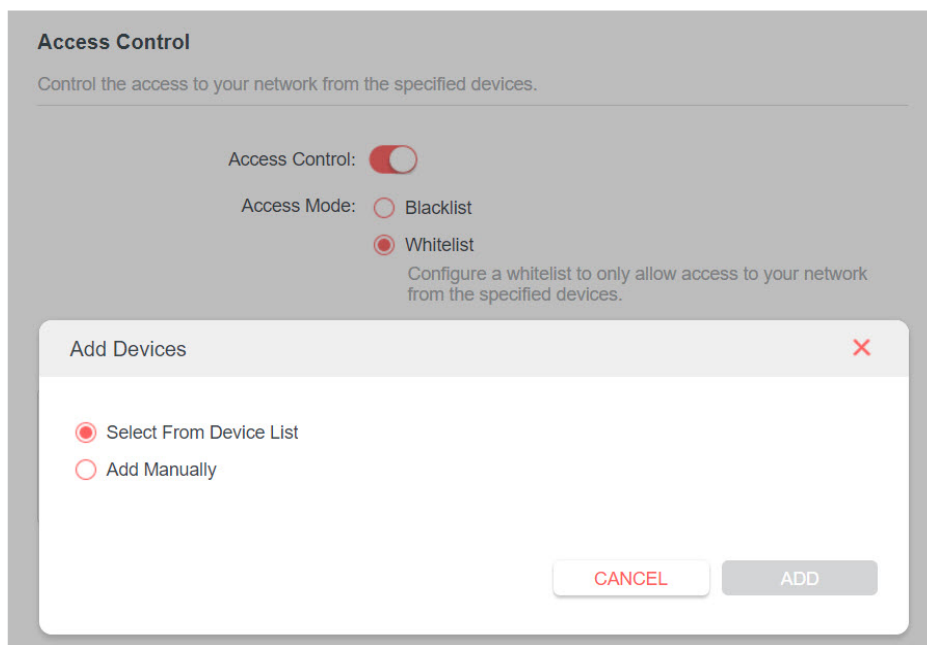 Access Control
Control the access to your network from the specified devices.
Access Control:
Access Mode: Blacklist
Whitelist
Configure a whitelist to only allow access to your network
from the specified devices.
Add Devices
Select From Device List
Add Manually
CANCEL ADD